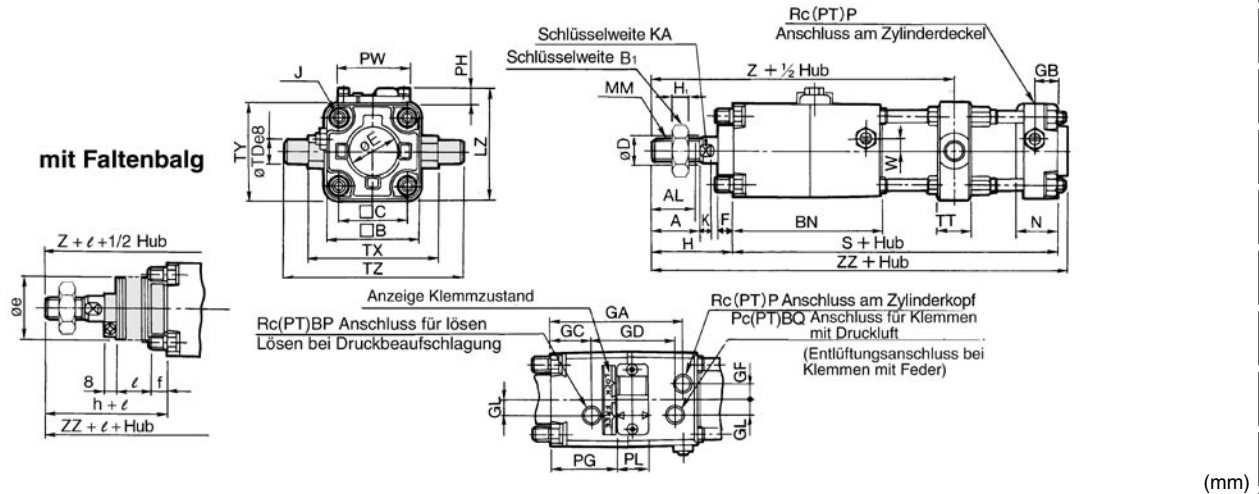 Rc(PT)P
Anschluss am Zylinderdeckel
Schlüsselweite KA
Schlüsselweite B₁
MM
H₁
Z + ½ Hub
GB
J
PW
PH
TY
øTDe8
øE
LZ
□C
□B
TX
TZ
øD
W
AL
A
K
F
BN
TT
N
H
S + Hub
ZZ + Hub
mit Faltenbalg
Z + ℓ + 1/2 Hub
øe
8
ℓ
f
h + ℓ
ZZ + ℓ + Hub
Anzeige Klemmzustand
Rc(PT)BP Anschluss für lösen
Lösen bei Druckbeaufschlagung
GA
GC
GD
Rc(PT)P Anschluss am Zylinderkopf
Pc(PT)BQ Anschluss für Klemmen
mit Druckluft
(Entlüftungsanschluss bei
Klemmen mit Feder)
GL
GF
GL
PG
PL
(mm)